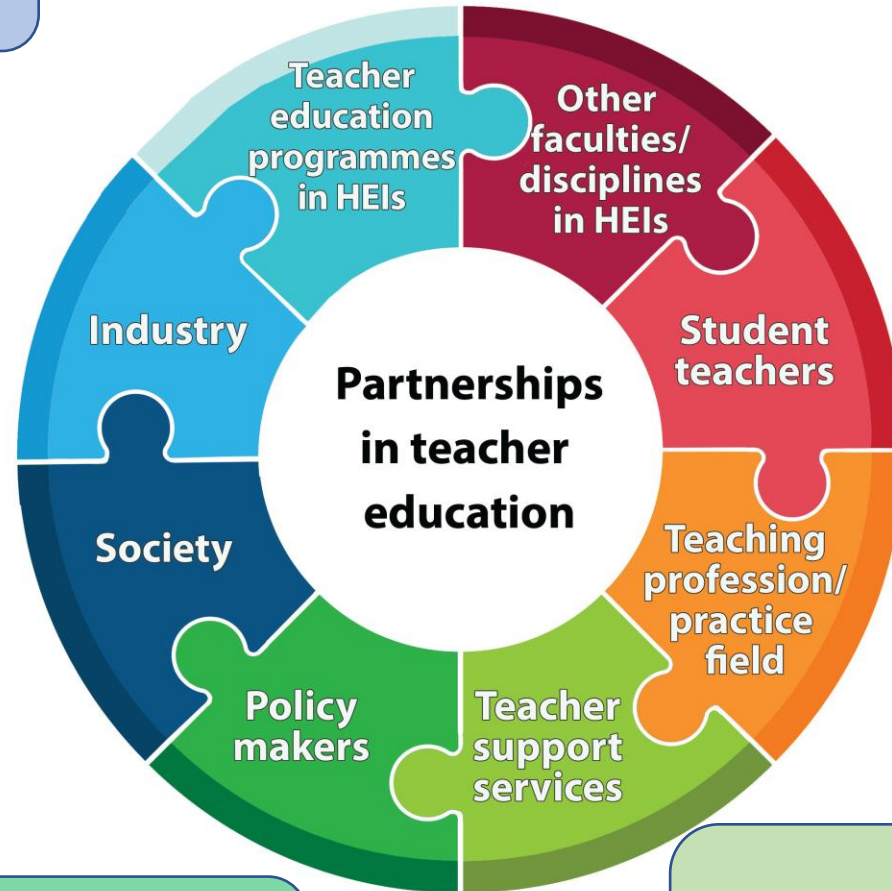 Teacher
education
programmes
in HEIs
Other
faculties/
disciplines
in HEIs
Student
teachers
Teaching
profession/
practice
field
Teacher
support
services
Policy
makers
Society
Industry
Partnerships
in teacher
education